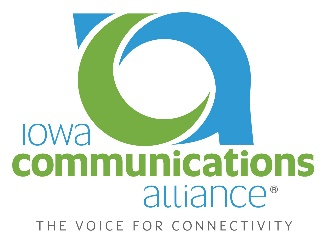 iowa
communications
alliance®
THE VOICE FOR CONNECTIVITY